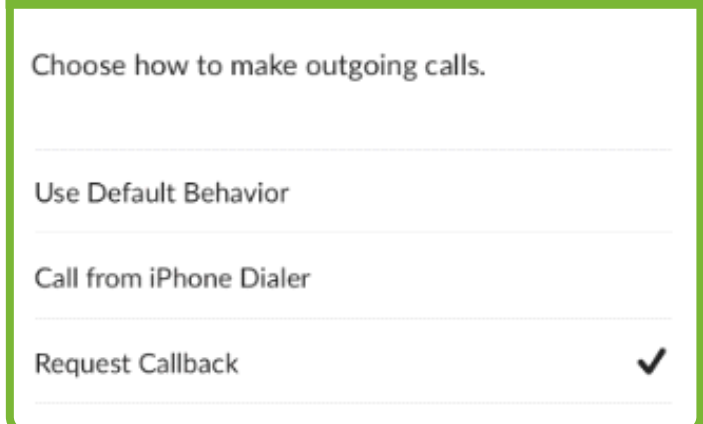 Choose how to make outgoing calls.
Use Default Behavior
Call from iPhone Dialer
Request Callback